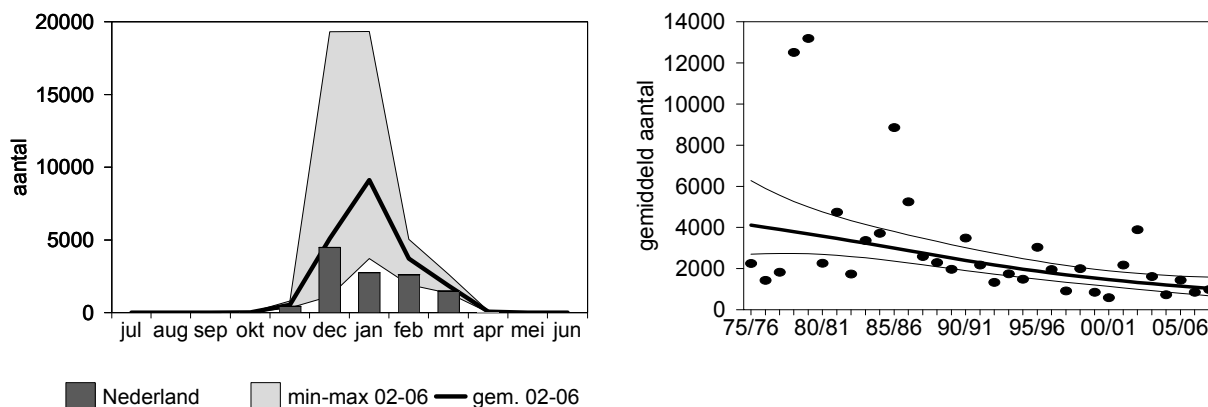 20000
15000
10000
5000
0
aantal
jul aug sep okt nov dec jan feb mrt apr mei jun
Nederland min-max 02-06 gem. 02-06
14000
12000
10000
8000
6000
4000
2000
0
gemiddeld aantal
75/76 80/81 85/86 90/91 95/96 00/01 05/06